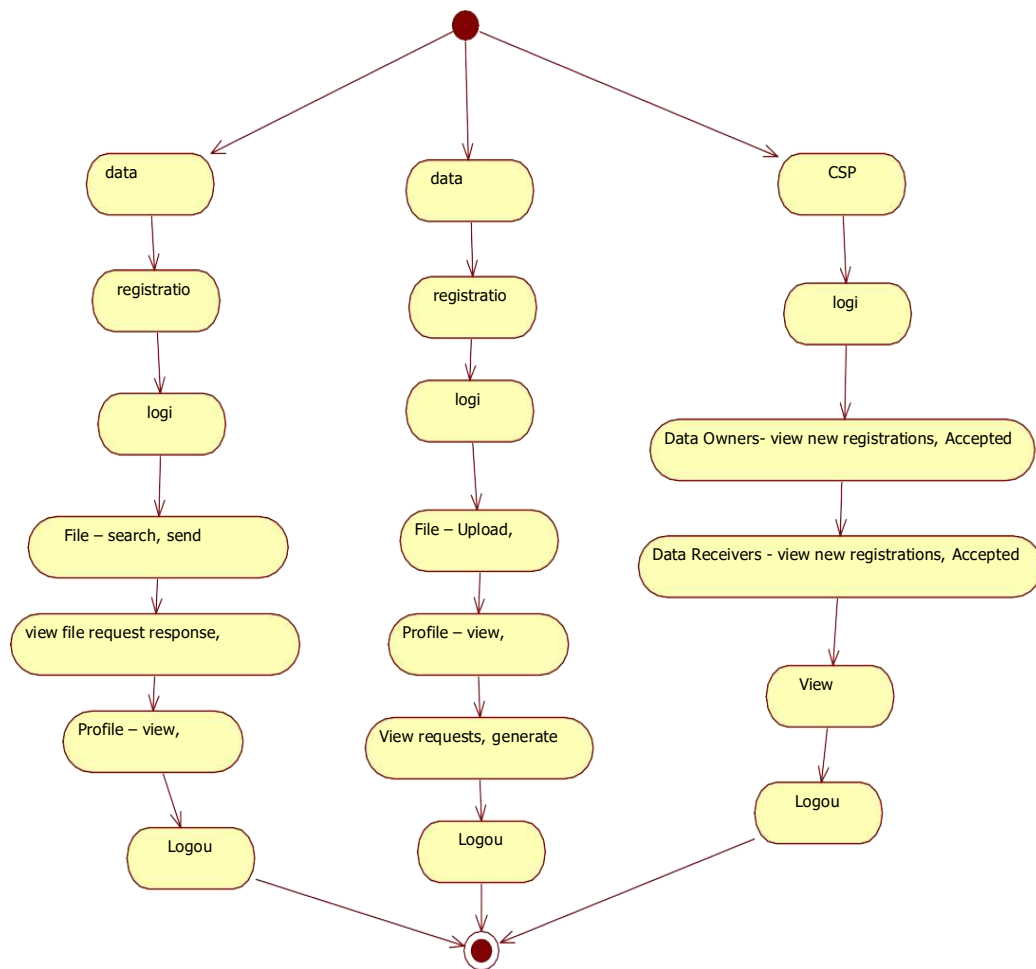 data
registratio
logi
File – search, send
view file request response,
Profile – view,
Logou
data
registratio
logi
File – Upload,
Profile – view,
View requests, generate
Logou
CSP
logi
Data Owners- view new registrations, Accepted
Data Receivers - view new registrations, Accepted
View
Logou